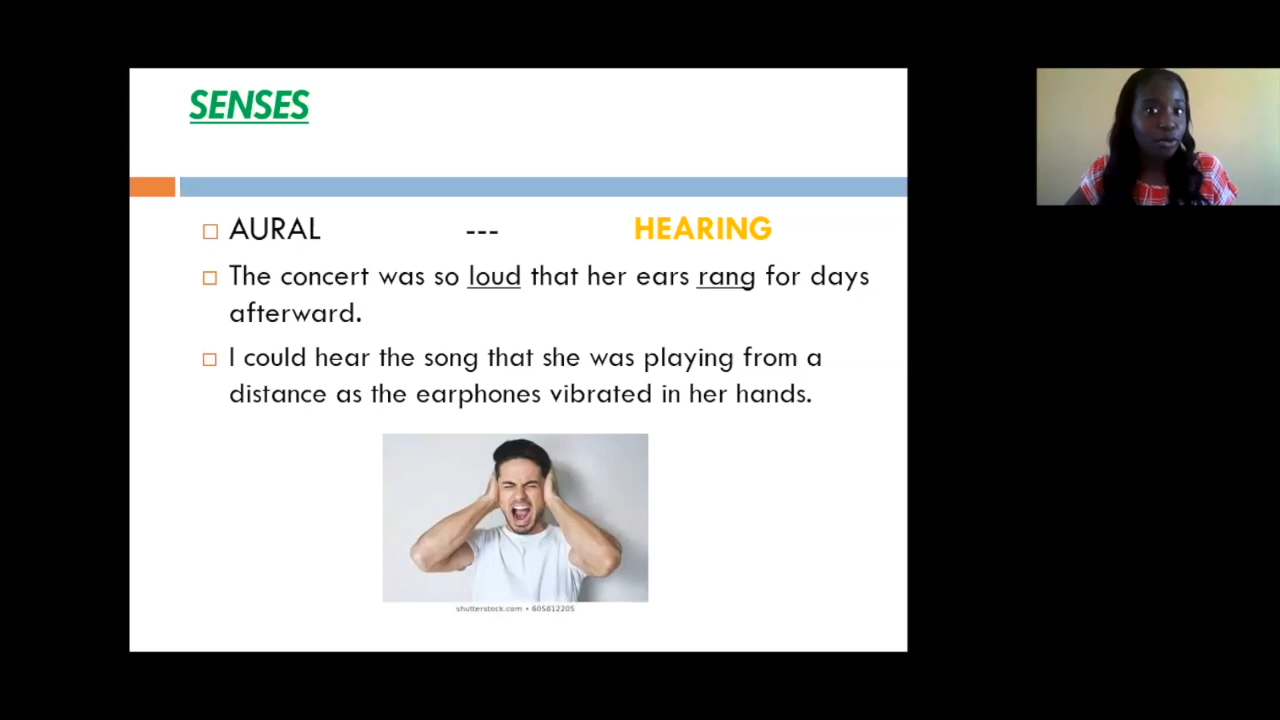 SENSES
AURAL --- HEARING
The concert was so loud that her ears rang for days
afterward.
I could hear the song that she was playing from a
distance as the earphones vibrated in her hands.
shutterstock.com • 605812205